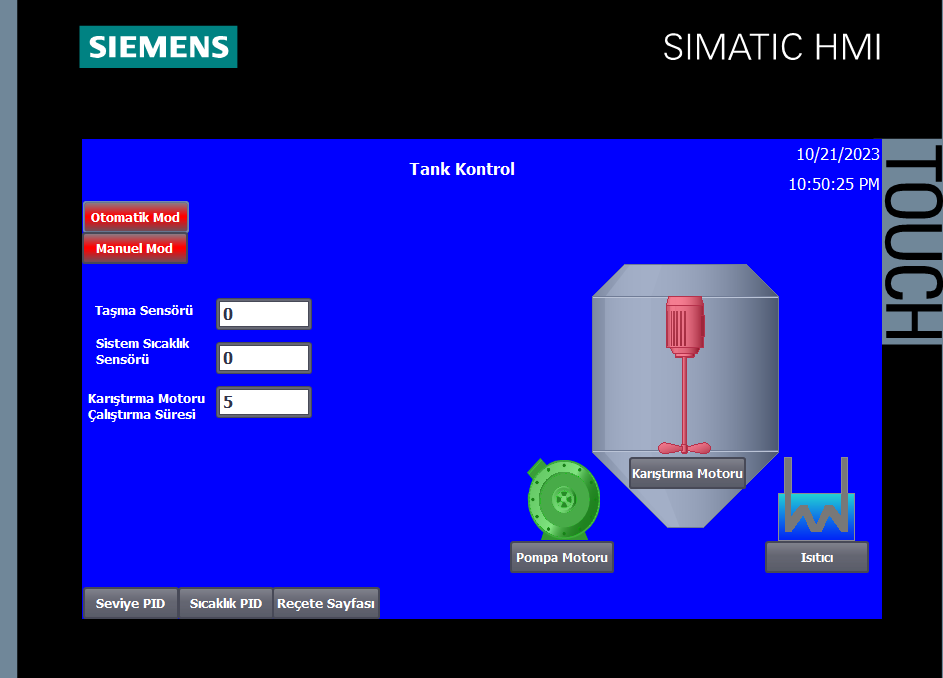 SIEMENS
SIMATIC HMI
TOUCH
Tank Kontrol
10/21/2023
10:50:25 PM
Otomatik Mod
Manuel Mod
Taşma Sensörü
0
Sistem Sıcaklık
Sensörü
0
Karıştırma Motoru
Çalıştırma Süresi
5
Karıştırma Motoru
Pompa Motoru
Isıtıcı
Seviye PID
Sıcaklık PID
Reçete Sayfası